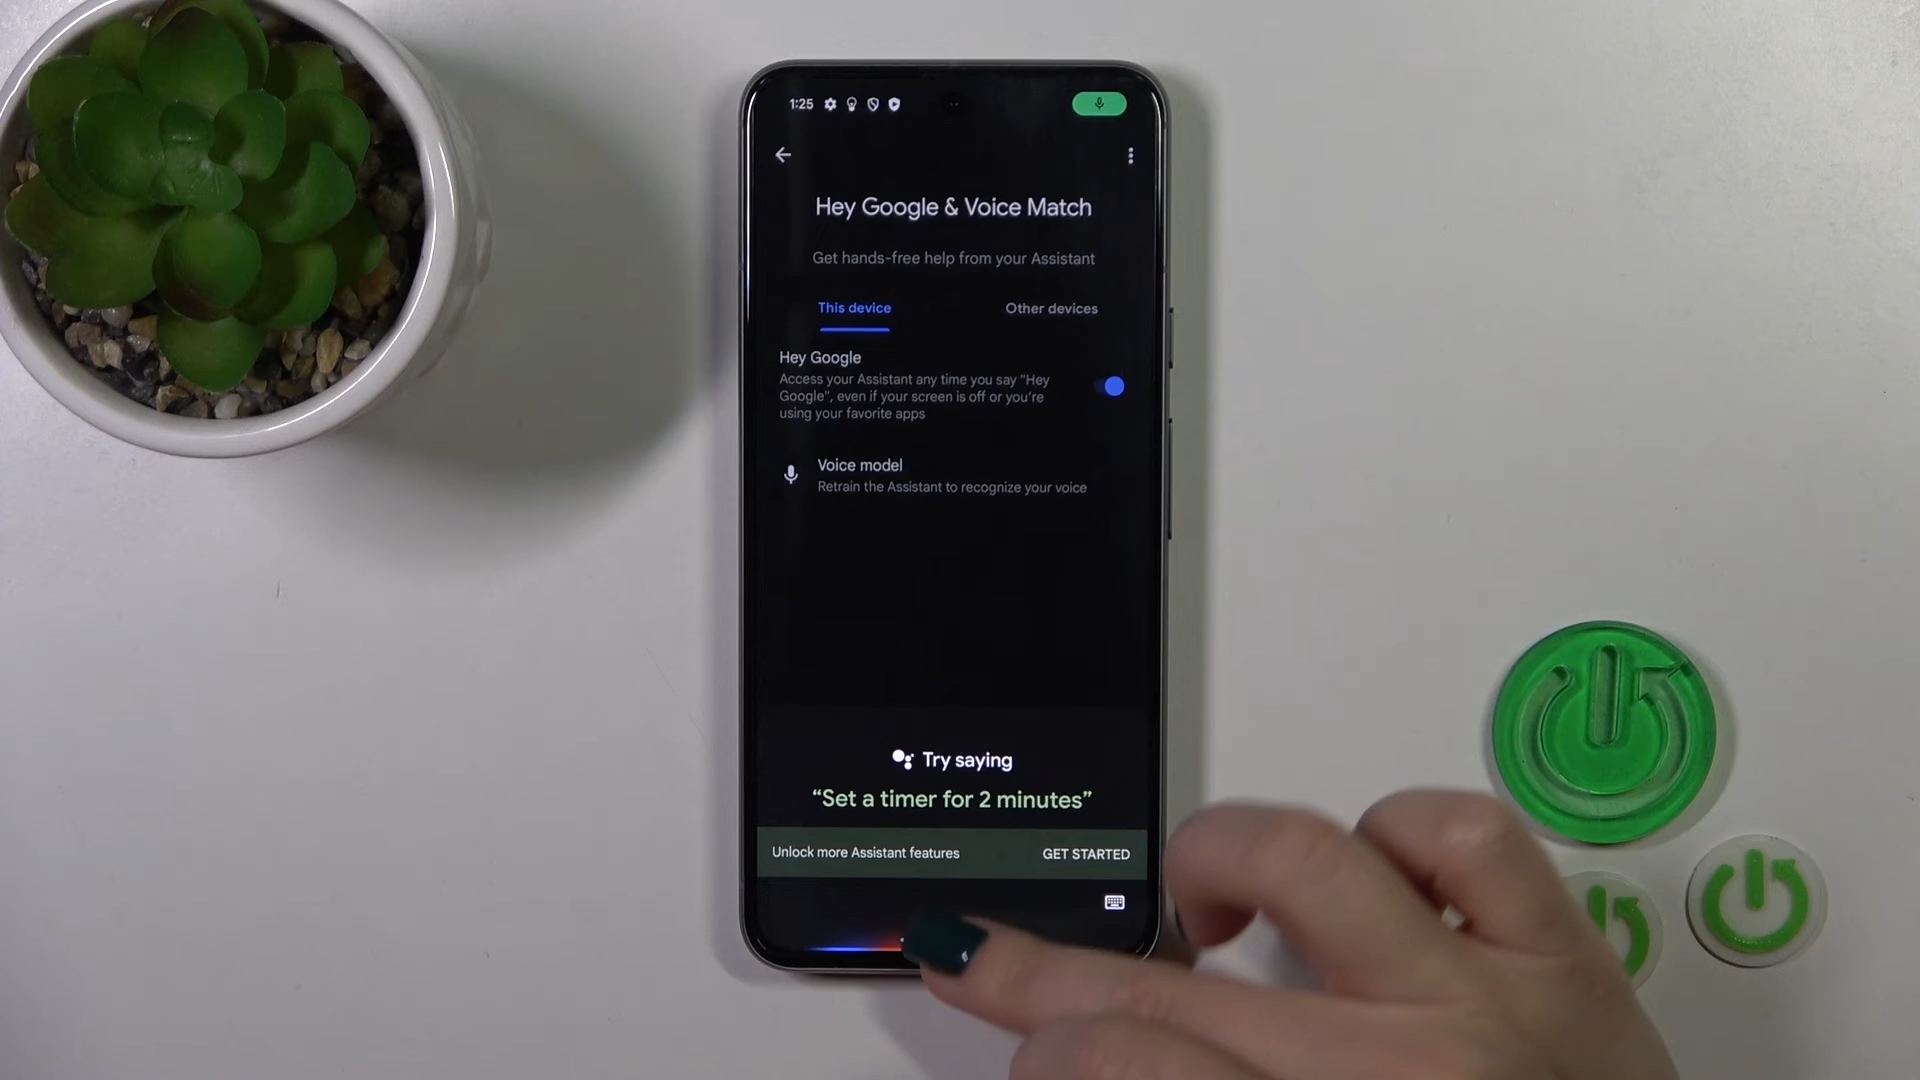 1:25
Hey Google & Voice Match
Get hands-free help from your Assistant
This device
Other devices
Hey Google
Access your Assistant any time you say "Hey
Google", even if your screen is off or you're
using your favorite apps
Voice model
Retrain the Assistant to recognize your voice
Try saying
“Set a timer for 2 minutes”
Unlock more Assistant features
GET STARTED